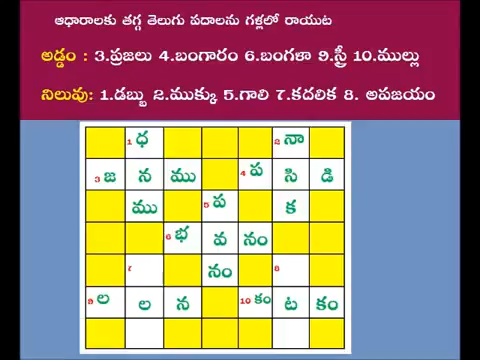 ఆధారాలకు తగ్గ తెలుగు పదాలను గళ్లలో రాయుట
అడ్డం : 3.ప్రజలు 4.బంగారం 6.బంగళా 9.స్త్రీ 10.ముల్లు
నిలువు: 1.డబ్బు 2.ముక్కు 5.గాలి 7.కదలిక 8. అపజయం
1 ధ 2 నా
3 జ న ము 4 ప సి డి
ము 5 ప క
6 భ వ నం
7 నం 8
9 ల ల న 10 కం ట కం